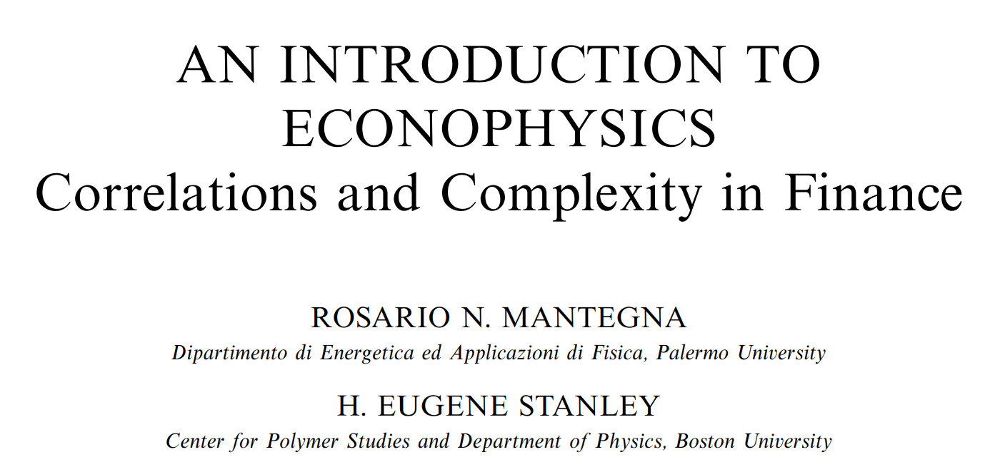 AN INTRODUCTION TO
ECONOPHYSICS
Correlations and Complexity in Finance
ROSARIO N. MANTEGNA
Dipartimento di Energetica ed Applicazioni di Fisica, Palermo University
H. EUGENE STANLEY
Center for Polymer Studies and Department of Physics, Boston University